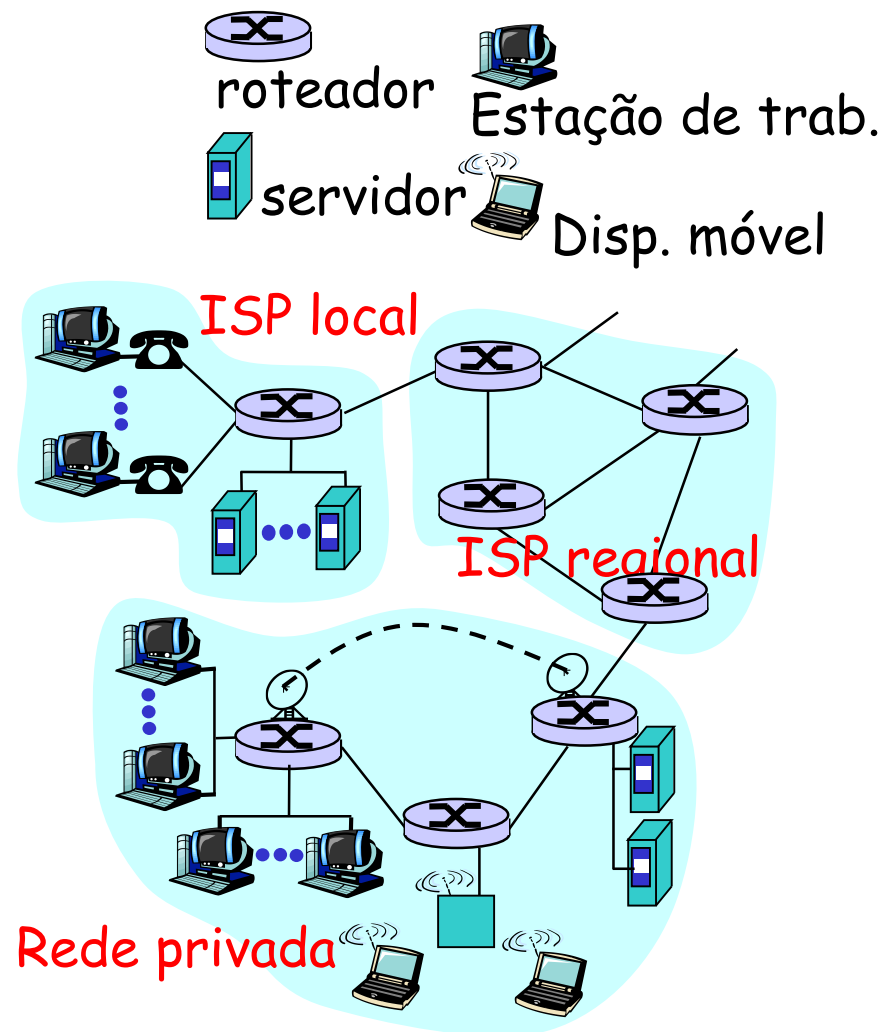 roteador
Estação de trab.
servidor
Disp. móvel
ISP local
ISP regional
Rede privada